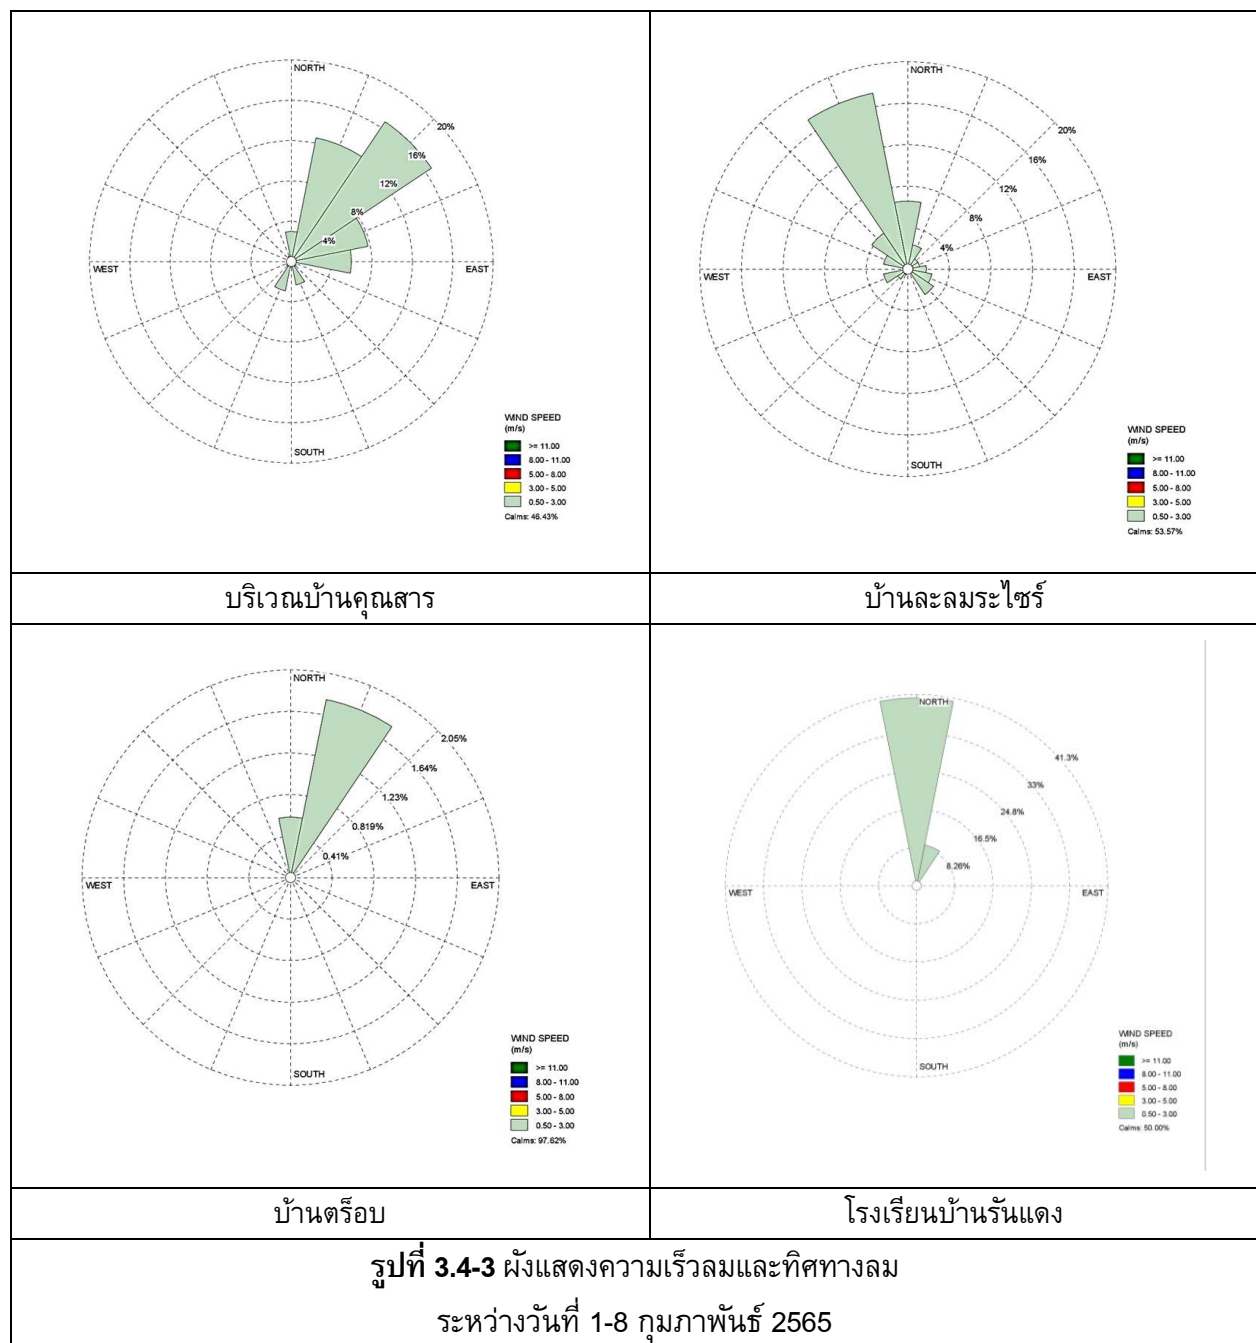 NORTH
20%
16%
12%
8%
4%
WEST
EAST
SOUTH
WIND SPEED
(m/s)
>= 11.00
8.00 - 11.00
5.00 - 8.00
3.00 - 5.00
0.50 - 3.00
Calms: 46.43%
บริเวณบ้านคุณสาร
NORTH
20%
16%
12%
8%
4%
WEST
EAST
SOUTH
WIND SPEED
(m/s)
>= 11.00
8.00 - 11.00
5.00 - 8.00
3.00 - 5.00
0.50 - 3.00
Calms: 53.57%
บ้านละลมระไซร์
NORTH
2.05%
1.64%
1.23%
0.819%
0.41%
WEST
EAST
SOUTH
WIND SPEED
(m/s)
>= 11.00
8.00 - 11.00
5.00 - 8.00
3.00 - 5.00
0.50 - 3.00
Calms: 97.62%
บ้านตร็อบ
NORTH
41.3%
33%
24.8%
16.5%
8.26%
WEST
EAST
SOUTH
WIND SPEED
(m/s)
>= 11.00
8.00 - 11.00
5.00 - 8.00
3.00 - 5.00
0.50 - 3.00
Calms: 50.00%
โรงเรียนบ้านรันแดง
รูปที่ 3.4-3 ผังแสดงความเร็วลมและทิศทางลม
ระหว่างวันที่ 1-8 กุมภาพันธ์ 2565